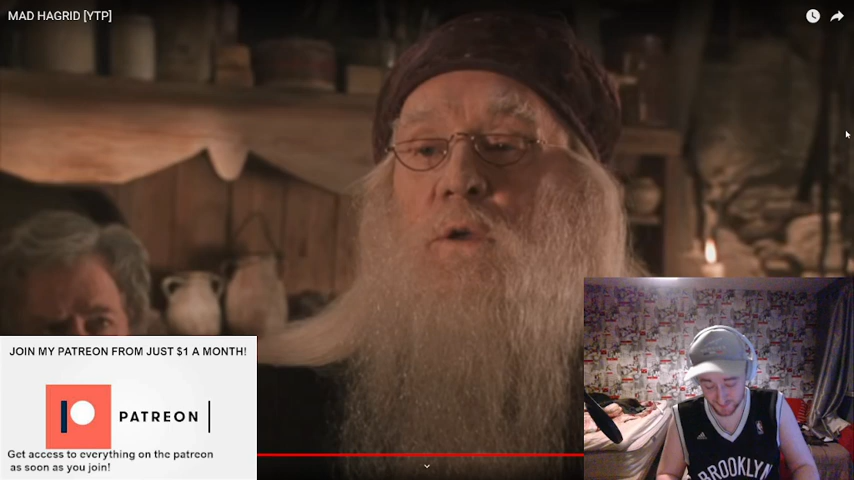 MAD HAGRID [YTP]
JOIN MY PATREON FROM JUST $1 A MONTH!
PATREON
Get access to everything on the patreon
as soon as you join!
BROOKLYN